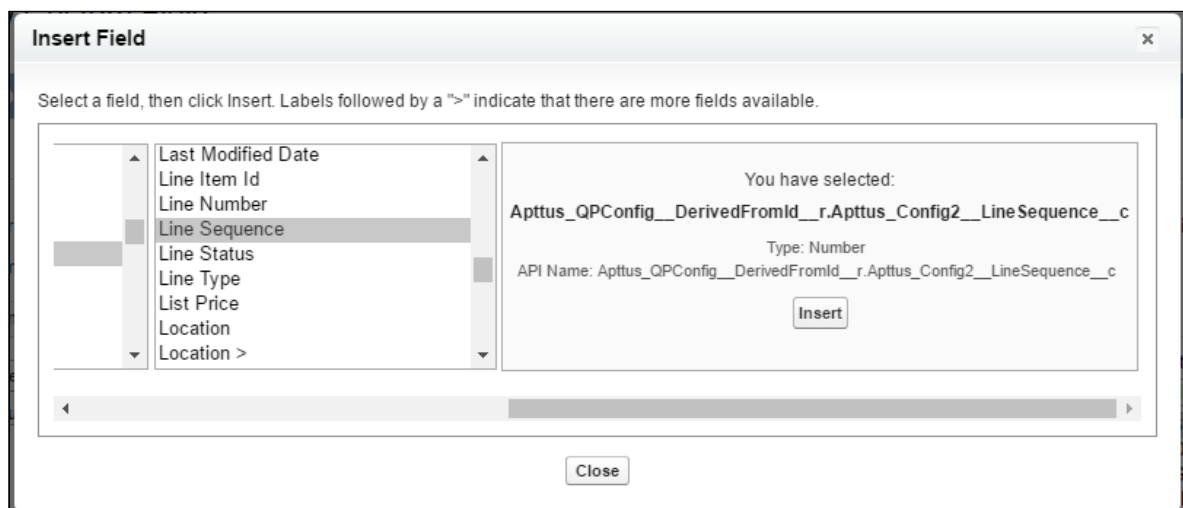 Insert Field
Select a field, then click Insert. Labels followed by a ">" indicate that there are more fields available.
Last Modified Date
Line Item Id
Line Number
Line Sequence
Line Status
Line Type
List Price
Location
Location >
You have selected:
Apttus_QPConfig__DerivedFromId__r.Apttus_Config2__LineSequence__c
Type: Number
API Name: Apttus_QPConfig__DerivedFromId__r.Apttus_Config2__LineSequence__c
Insert
Close